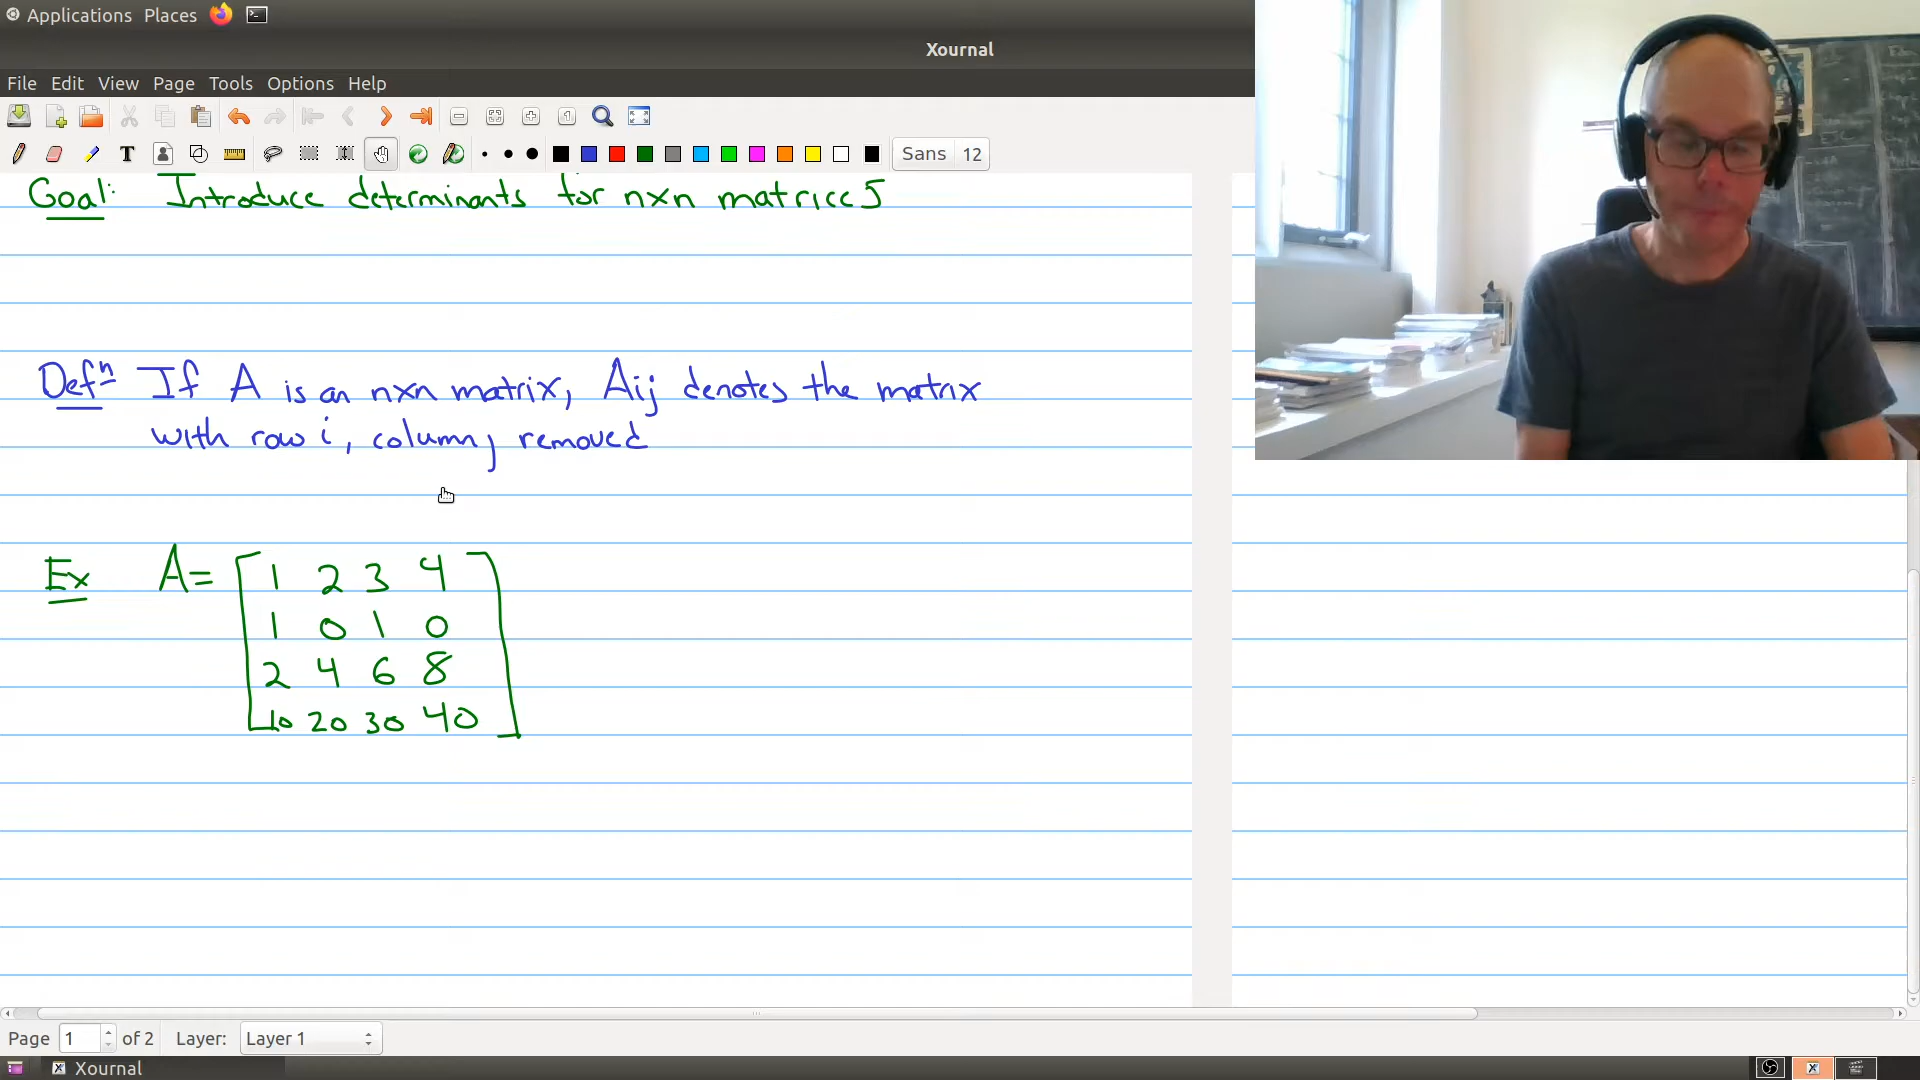 Applications Places
Xournal
File Edit View Page Tools Options Help
Sans 12
Goal: Introduce determinants for nxn matrices
Defⁿ If A is an nxn matrix, Aij denotes the matrix
with row i, column j removed
Ex A= [ 1 2 3 4
1 0 1 0
2 4 6 8
10 20 30 40 ]
Page 1 of 2 Layer: Layer 1
Xournal